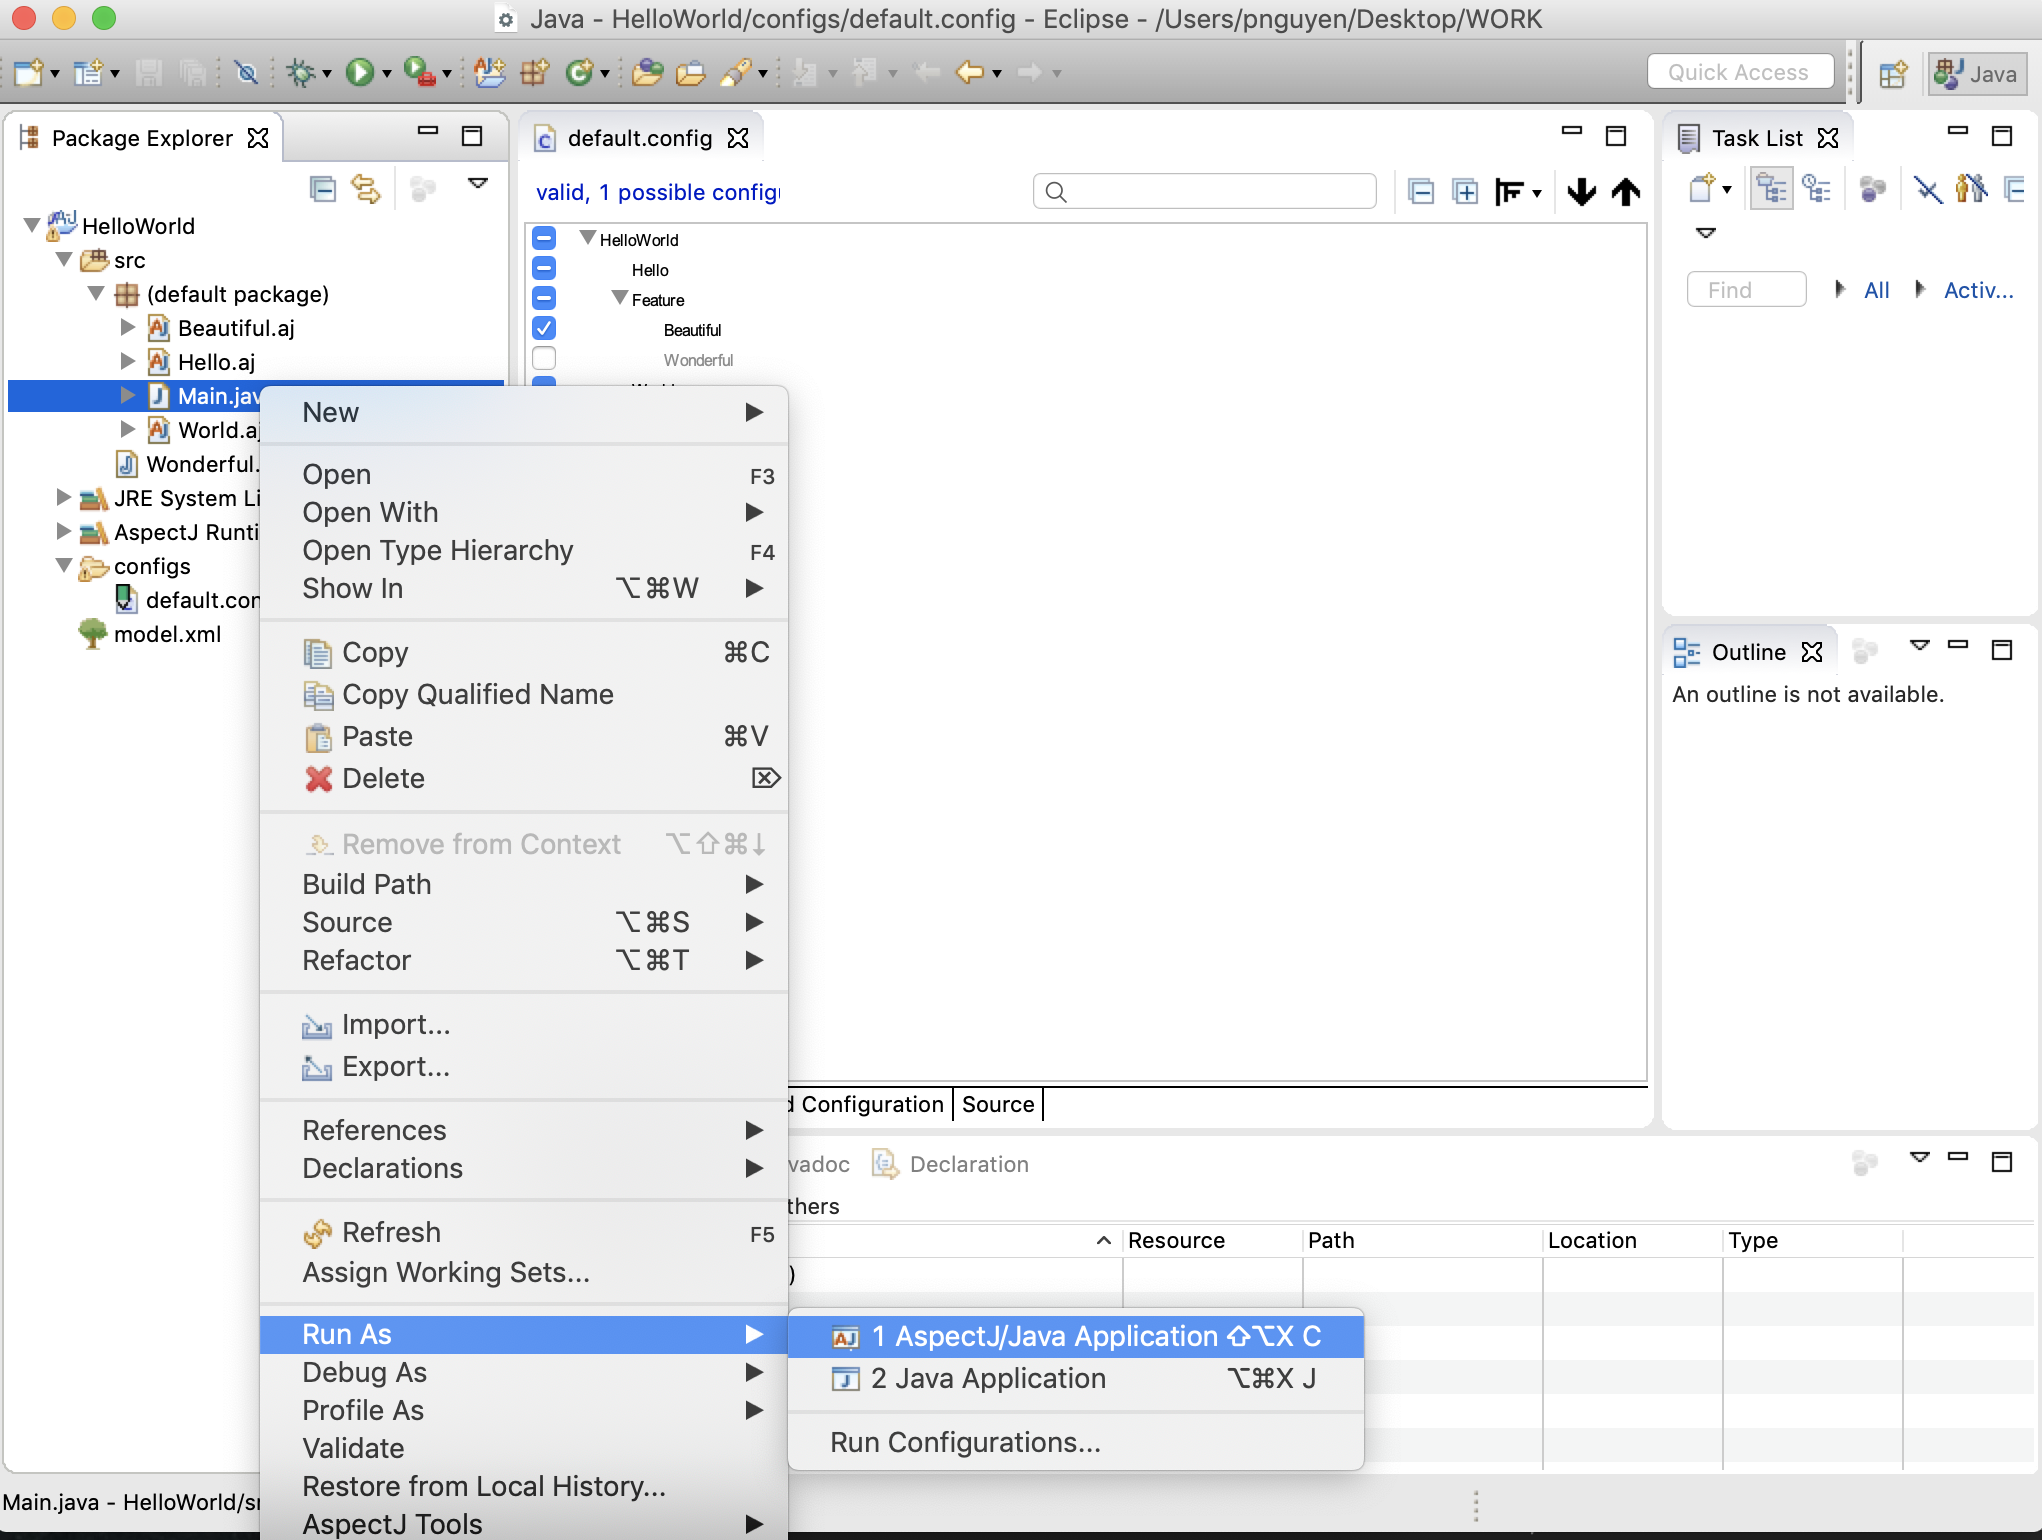 Java - HelloWorld/configs/default.config - Eclipse - /Users/pnguyen/Desktop/WORK
Quick Access
Java
Package Explorer
HelloWorld
src
(default package)
Beautiful.aj
Hello.aj
Main.jav
World.aj
Wonderful.
JRE System Li
AspectJ Runti
configs
default.con
model.xml
default.config
valid, 1 possible configu
HelloWorld
Hello
Feature
Beautiful
Wonderful
Task List
Find
All
Activ...
Outline
An outline is not available.
New
Open F3
Open With
Open Type Hierarchy F4
Show In ⌥⌘W
Copy ⌘C
Copy Qualified Name
Paste ⌘V
Delete ⌦
Remove from Context ⌥⇧⌘↓
Build Path
Source ⌥⌘S
Refactor ⌥⌘T
Import...
Export...
References
Declarations
Refresh F5
Assign Working Sets...
Run As
Debug As
Profile As
Validate
Restore from Local History...
AspectJ Tools
1 AspectJ/Java Application ⇧⌥X C
2 Java Application ⌥⌘X J
Run Configurations...
d Configuration
Source
vadoc
Declaration
thers
Resource Path Location Type
)
Main.java - HelloWorld/sr